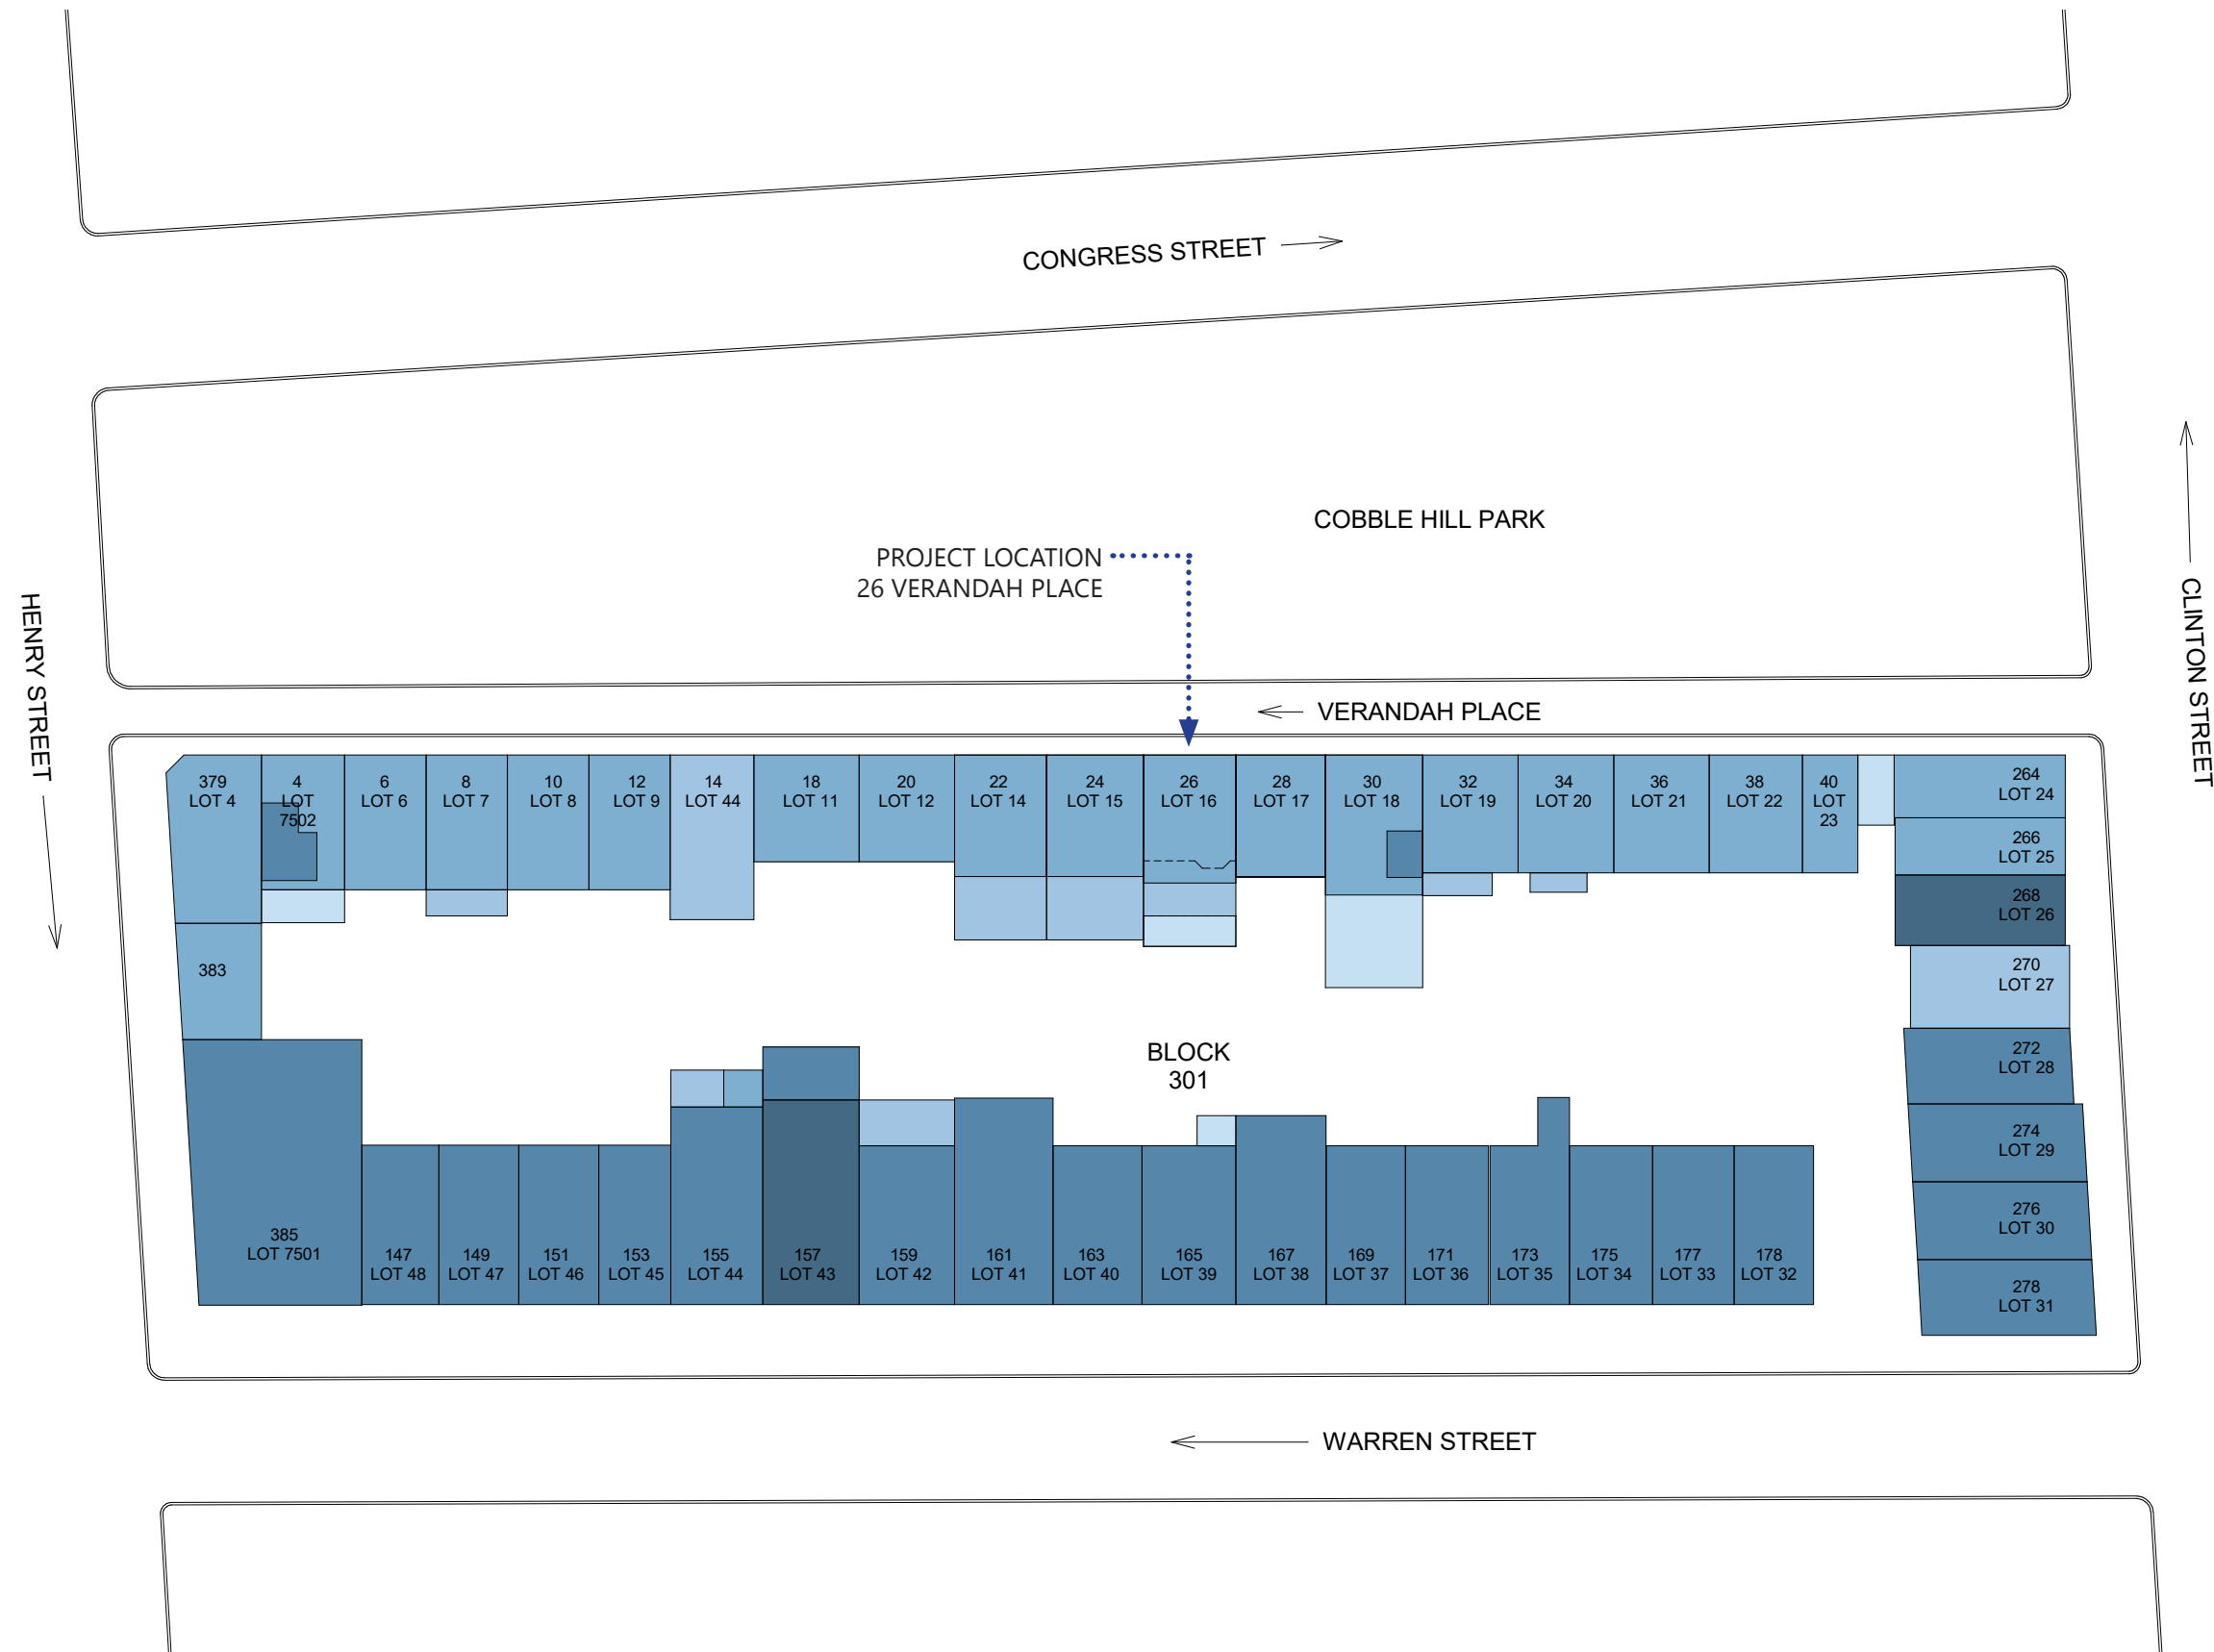 CONGRESS STREET
COBBLE HILL PARK
PROJECT LOCATION
26 VERANDAH PLACE
HENRY STREET
CLINTON STREET
VERANDAH PLACE
379
LOT 4
4
LOT
7502
6
LOT 6
8
LOT 7
10
LOT 8
12
LOT 9
14
LOT 44
18
LOT 11
20
LOT 12
22
LOT 14
24
LOT 15
26
LOT 16
28
LOT 17
30
LOT 18
32
LOT 19
34
LOT 20
36
LOT 21
38
LOT 22
40
LOT
23
264
LOT 24
266
LOT 25
268
LOT 26
270
LOT 27
272
LOT 28
274
LOT 29
276
LOT 30
278
LOT 31
383
BLOCK
301
385
LOT 7501
147
LOT 48
149
LOT 47
151
LOT 46
153
LOT 45
155
LOT 44
157
LOT 43
159
LOT 42
161
LOT 41
163
LOT 40
165
LOT 39
167
LOT 38
169
LOT 37
171
LOT 36
173
LOT 35
175
LOT 34
177
LOT 33
178
LOT 32
WARREN STREET